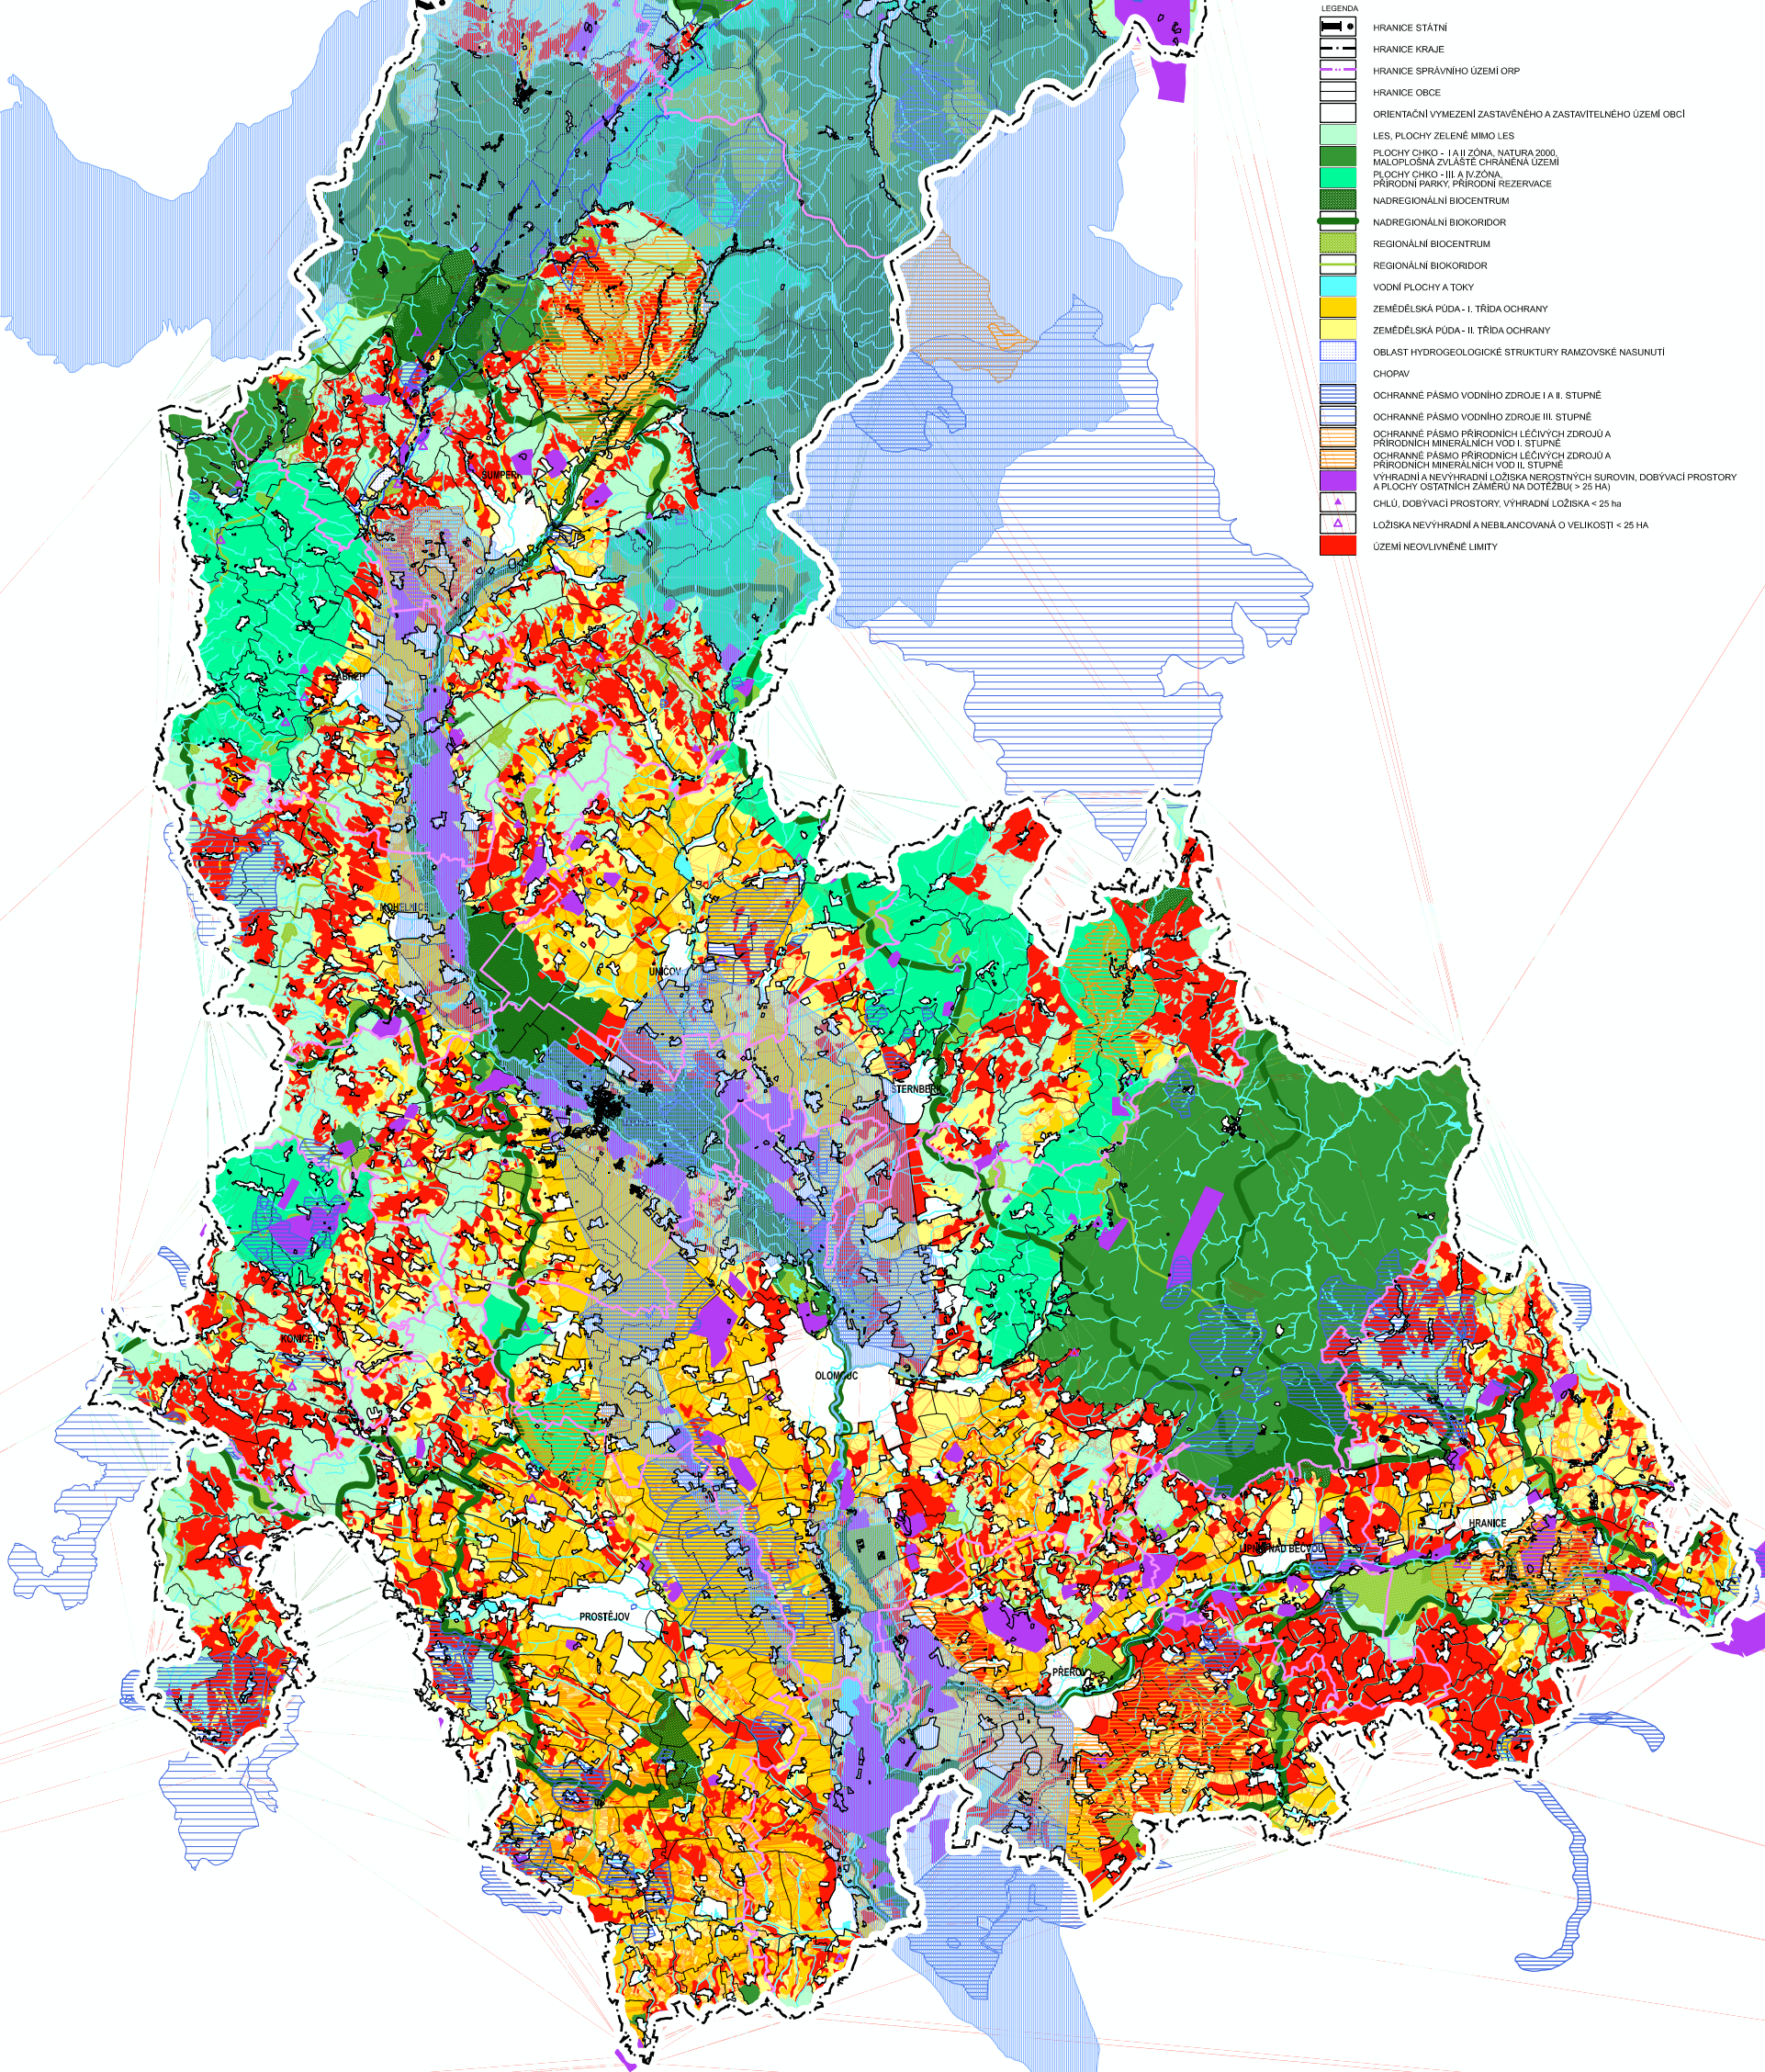 LEGENDA
HRANICE STÁTNÍ
HRANICE KRAJE
HRANICE SPRÁVNÍHO ÚZEMÍ ORP
HRANICE OBCE
ORIENTAČNÍ VYMEZENÍ ZASTAVĚNÉHO A ZASTAVITELNÉHO ÚZEMÍ OBCÍ
LES, PLOCHY ZELENĚ MIMO LES
PLOCHY CHKO - I A II ZÓNA, NATURA 2000,
MALOPLOŠNÁ ZVLÁŠTĚ CHRÁNĚNÁ ÚZEMÍ
PLOCHY CHKO - III. A IV.ZÓNA,
PŘÍRODNÍ PARKY, PŘÍRODNÍ REZERVACE
NADREGIONÁLNÍ BIOCENTRUM
NADREGIONÁLNÍ BIOKORIDOR
REGIONÁLNÍ BIOCENTRUM
REGIONÁLNÍ BIOKORIDOR
VODNÍ PLOCHY A TOKY
ZEMĚDĚLSKÁ PŮDA - I. TŘÍDA OCHRANY
ZEMĚDĚLSKÁ PŮDA - II. TŘÍDA OCHRANY
OBLAST HYDROGEOLOGICKÉ STRUKTURY RAMZOVSKÉ NASUNUTÍ
CHOPAV
OCHRANNÉ PÁSMO VODNÍHO ZDROJE I A II. STUPNĚ
OCHRANNÉ PÁSMO VODNÍHO ZDROJE III. STUPNĚ
OCHRANNÉ PÁSMO PŘÍRODNÍCH LÉČIVÝCH ZDROJŮ A
PŘÍRODNÍCH MINERÁLNÍCH VOD I. STUPNĚ
OCHRANNÉ PÁSMO PŘÍRODNÍCH LÉČIVÝCH ZDROJŮ A
PŘÍRODNÍCH MINERÁLNÍCH VOD II. STUPNĚ
VÝHRADNÍ A NEVÝHRADNÍ LOŽISKA NEROSTNÝCH SUROVIN, DOBÝVACÍ PROSTORY
A PLOCHY OSTATNÍCH ZÁMĚRŮ NA DOTĚŽBU( > 25 HA)
CHLÚ, DOBÝVACÍ PROSTORY, VÝHRADNÍ LOŽISKA < 25 ha
LOŽISKA NEVÝHRADNÍ A NEBILANCOVANÁ O VELIKOSTI < 25 HA
ÚZEMÍ NEOVLIVNĚNÉ LIMITY
ŠUMPERK
ZÁBŘEH
MOHELNICE
UNIČOV
ŠTERNBERK
KONICE
OLOMOUC
HRANICE
LIPNÍK NAD BEČVOU
PROSTĚJOV
PŘEROV